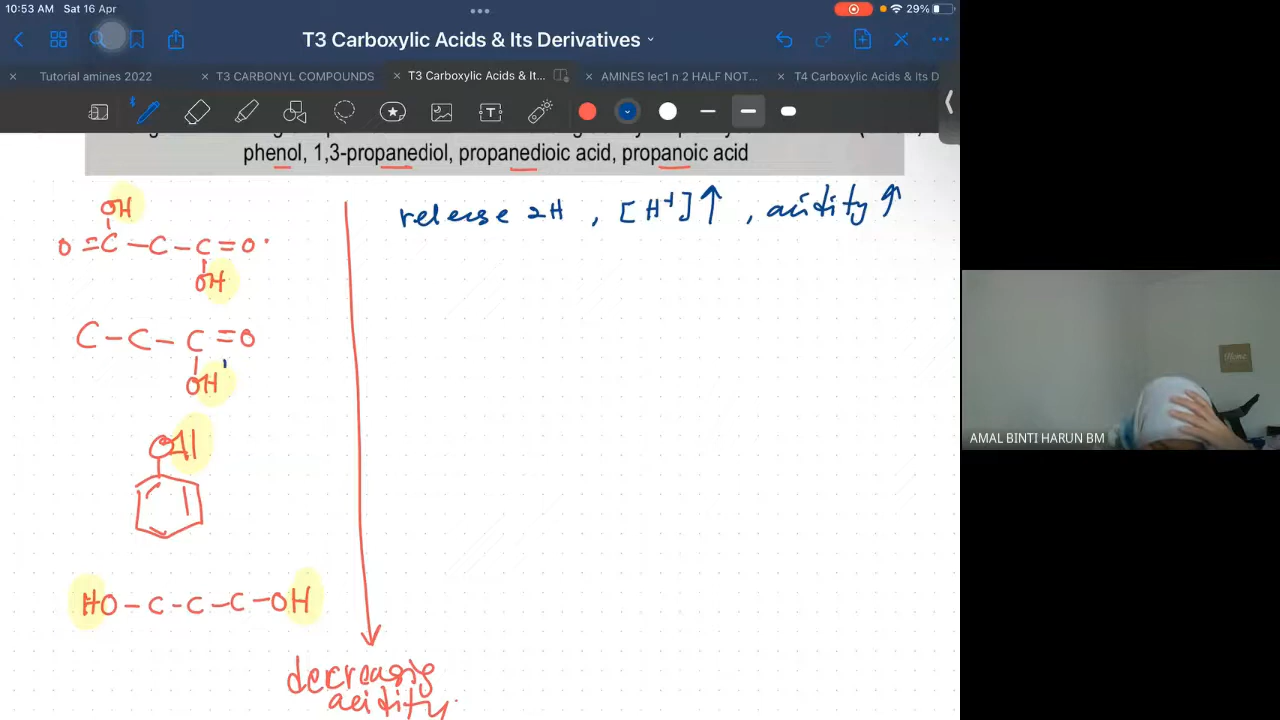 10:53 AM Sat 16 Apr 29%
T3 Carboxylic Acids & Its Derivatives
Tutorial amines 2022 T3 CARBONYL COMPOUNDS T3 Carboxylic Acids & It... AMINES lec1 n 2 HALF NOT... T4 Carboxylic Acids & Its D
phenol, 1,3-propanediol, propanedioic acid, propanoic acid
release 2H , [H+]↑ , acidity ↑
OH
O=C-C-C=O
OH
C-C-C=O
OH
OH
HO-C-C-C-OH
decreasig
acidity
Home
AMAL BINTI HARUN BM